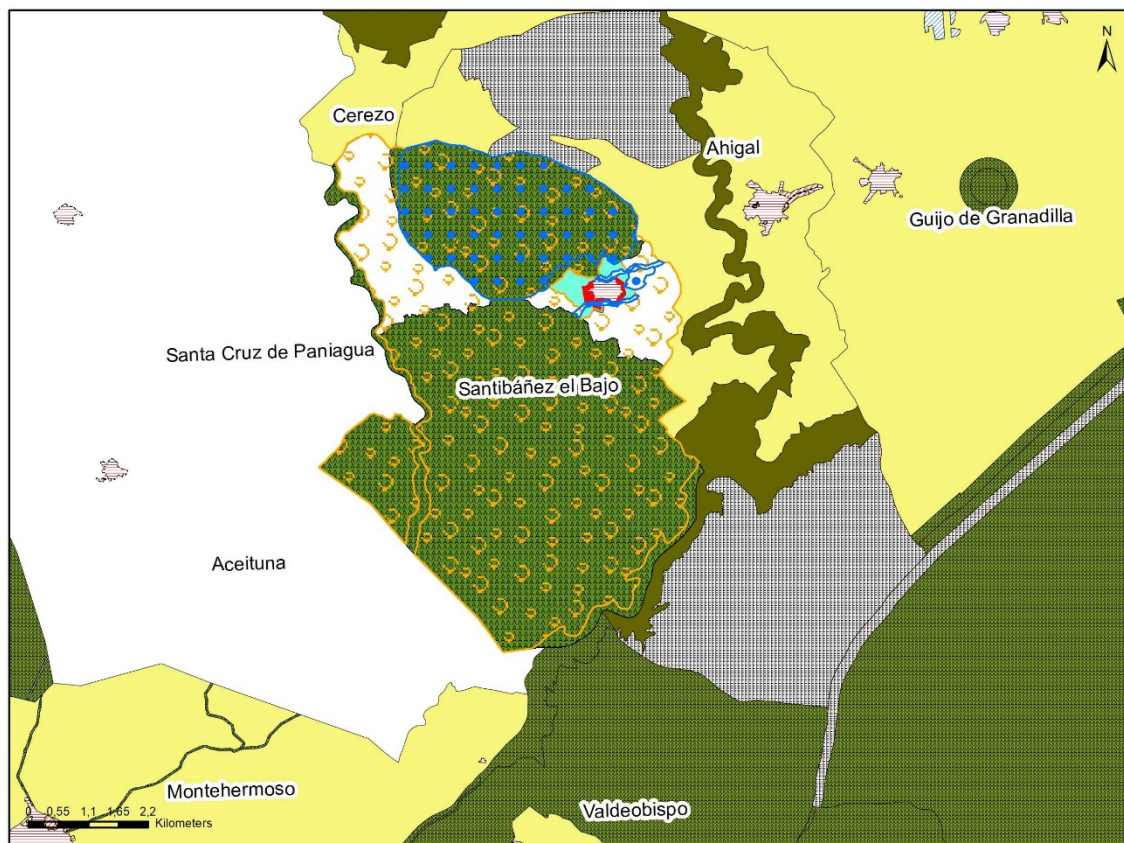 N
Cerezo
Ahigal
Guijo de Granadilla
Santa Cruz de Paniagua
Santibáñez el Bajo
Aceituna
Montehermoso
Valdeobispo
0 0,55 1,1 1,65 2,2
Kilometers